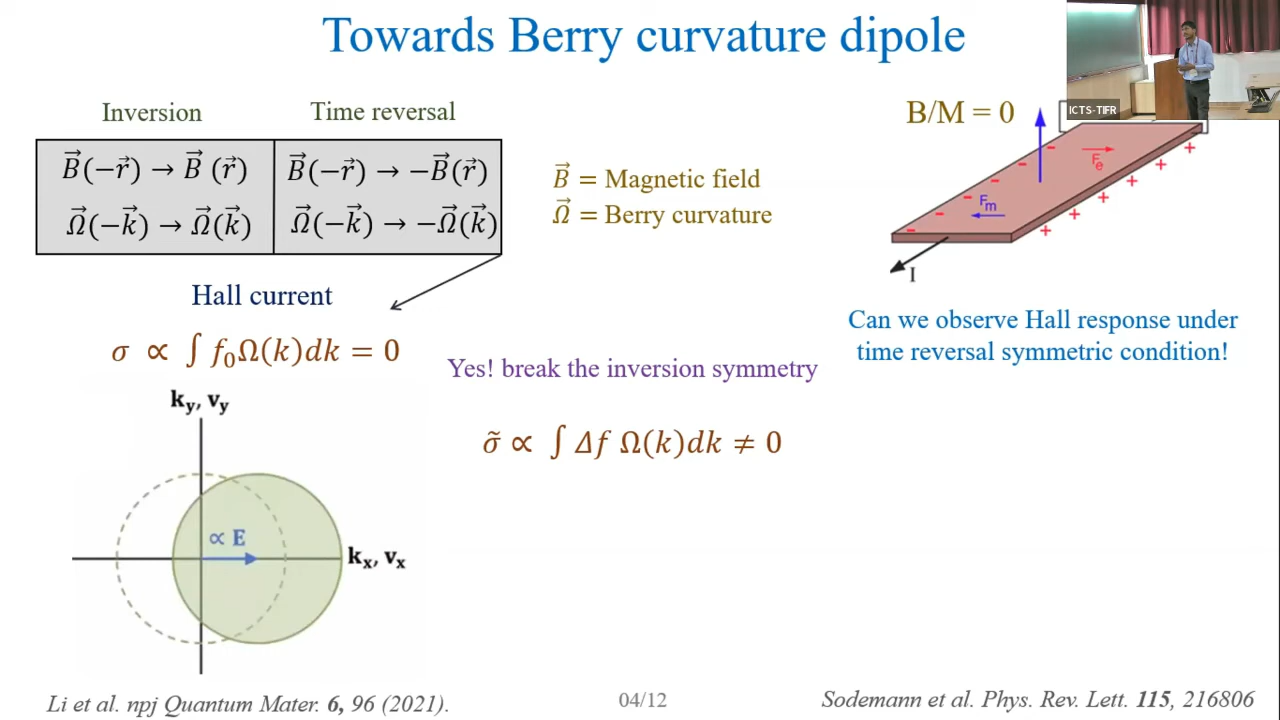 Towards Berry curvature dipole
ICTS-TIFR
Inversion
Time reversal
B⃗(−r⃗) → B⃗ (r⃗)
B⃗(−r⃗) → −B⃗(r⃗)
Ω⃗(−k⃗) → Ω⃗(k⃗)
Ω⃗(−k⃗) → −Ω⃗(k⃗)
B⃗ = Magnetic field
Ω⃗ = Berry curvature
B/M = 0
Fe
Fm
I
Hall current
σ ∝ ∫ f₀Ω(k)dk = 0
Can we observe Hall response under
time reversal symmetric condition!
Yes! break the inversion symmetry
σ̃ ∝ ∫ Δf Ω(k)dk ≠ 0
ky, vy
∝ E
kx, vx
Li et al. npj Quantum Mater. 6, 96 (2021).
04/12
Sodemann et al. Phys. Rev. Lett. 115, 216806